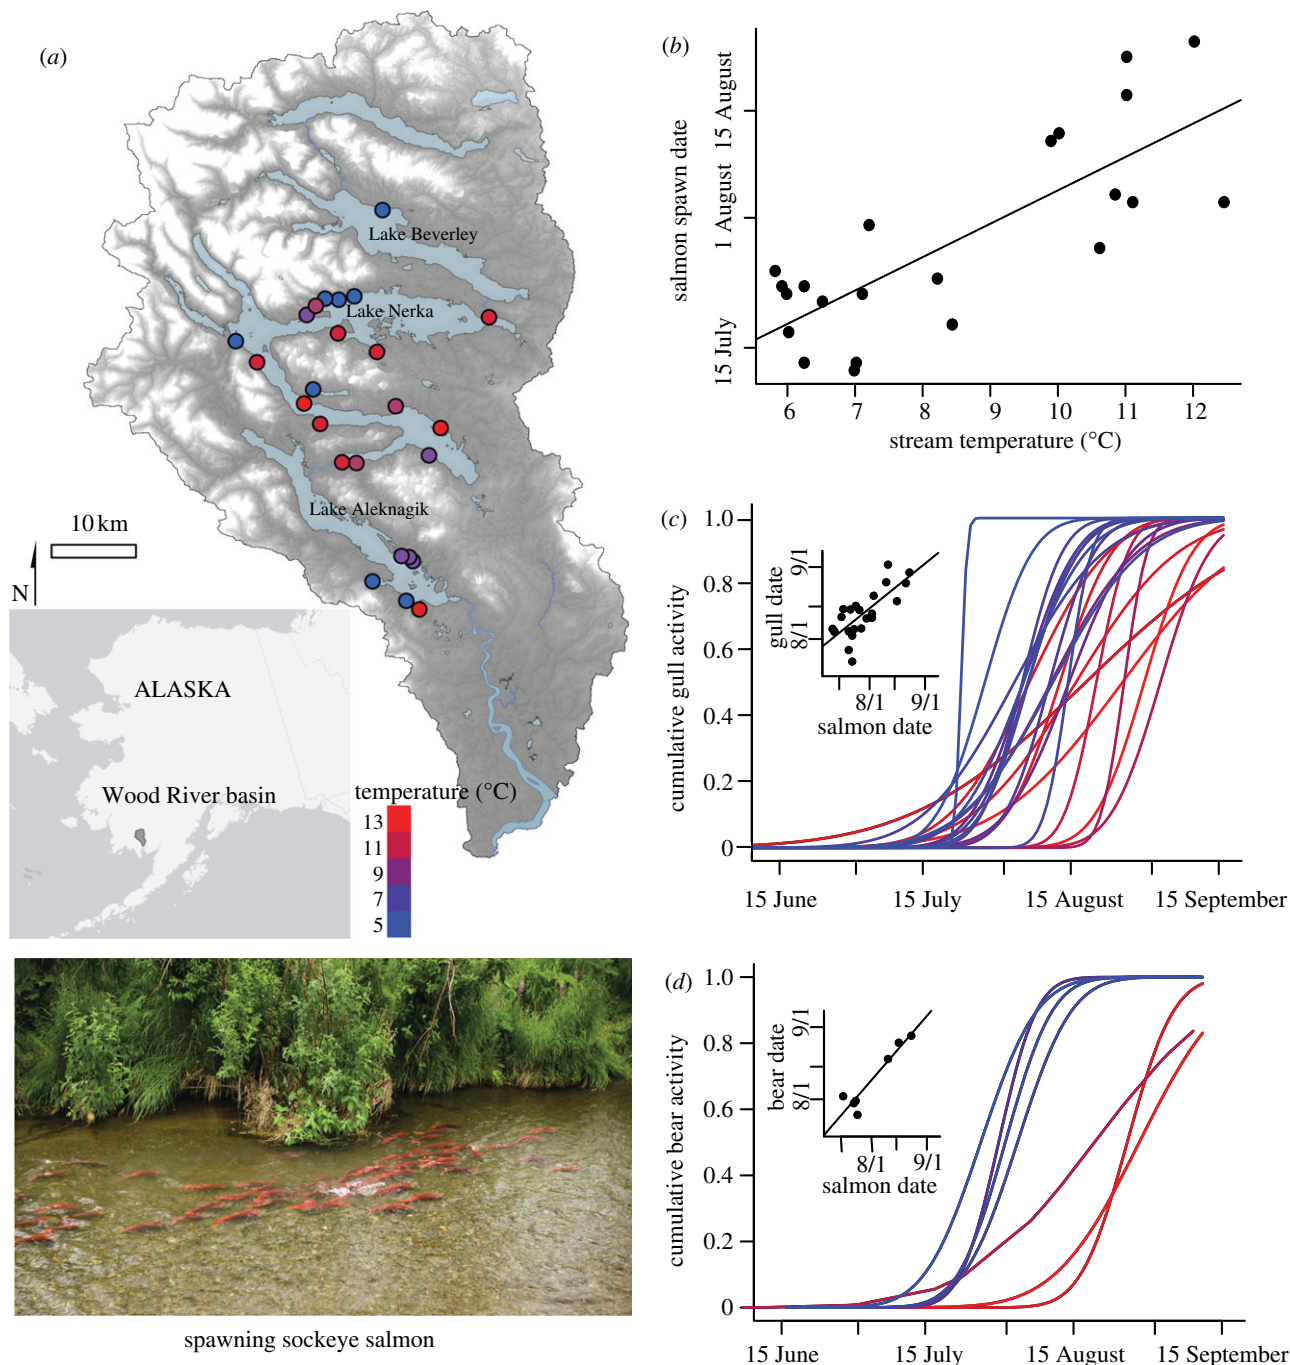 (a)
Lake Beverley
Lake Nerka
Lake Aleknagik
10 km
N
ALASKA
Wood River basin
temperature (°C)
13
11
9
7
5
spawning sockeye salmon
(b)
salmon spawn date
15 August
1 August
15 July
6 7 8 9 10 11 12
stream temperature (°C)
(c)
cumulative gull activity
1.0
0.8
0.6
0.4
0.2
0
gull date
9/1
8/1
8/1 9/1
salmon date
15 June 15 July 15 August 15 September
(d)
cumulative bear activity
1.0
0.8
0.6
0.4
0.2
0
bear date
9/1
8/1
8/1 9/1
salmon date
15 June 15 July 15 August 15 September